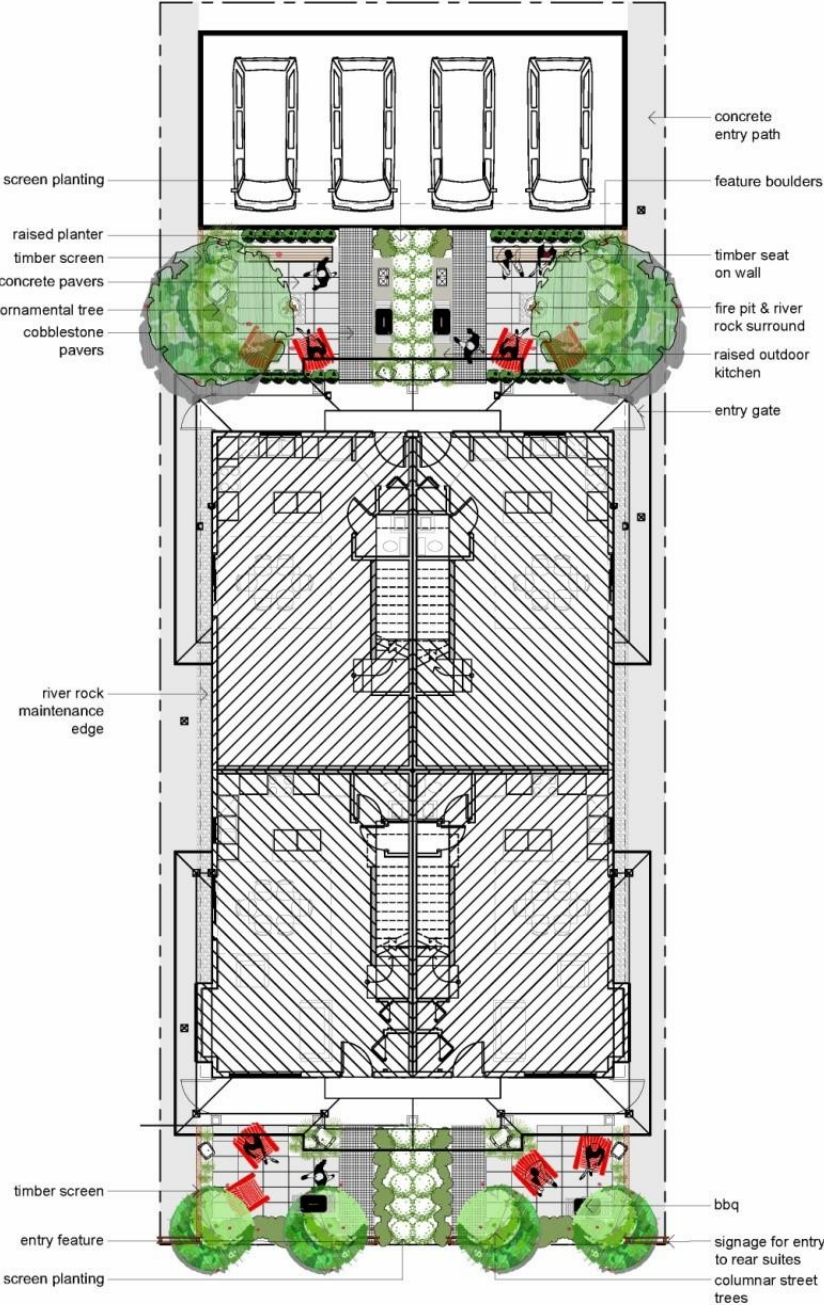 concrete
entry path
screen planting
feature boulders
raised planter
timber screen
timber seat
on wall
concrete pavers
ornamental tree
fire pit & river
rock surround
cobblestone
pavers
raised outdoor
kitchen
entry gate
river rock
maintenance
edge
timber screen
bbq
entry feature
signage for entry
to rear suites
screen planting
columnar street
trees